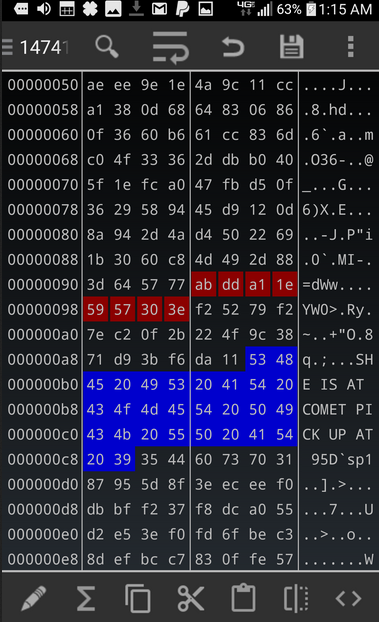 4G 63% 1:15 AM
14741
00000050 ae ee 9e 1e 4a 9c 11 cc ....J...
00000058 a1 38 0d 68 64 83 06 86 .8.hd...
00000060 0f 36 60 b6 61 cc 83 6d .6`.a..m
00000068 c0 4f 33 36 2d db b0 40 .O36-..@
00000070 5f 1e fc a0 47 fb d5 0f _...G...
00000078 36 29 58 94 45 d9 12 0d 6)X.E...
00000080 8a 94 2d 4a d4 50 22 69 ..-J.P"i
00000088 1b 30 60 c8 4d 49 2d 88 .0`.MI-.
00000090 3d 64 57 77 ab dd a1 1e =dWw....
00000098 59 57 30 3e f2 52 79 f2 YW0>.Ry.
000000a0 7e c2 0f 2b 22 4f 9c 38 ~..+"O.8
000000a8 71 d9 3b f6 da 11 53 48 q.;...SH
000000b0 45 20 49 53 20 41 54 20 E IS AT
000000b8 43 4f 4d 45 54 20 50 49 COMET PI
000000c0 43 4b 20 55 50 20 41 54 CK UP AT
000000c8 20 39 35 44 60 73 70 31 95D`sp1
000000d0 87 95 5d 8f 3e ec ee f0 ..].>...
000000d8 db bf f2 37 f8 dc a0 55 ...7...U
000000e0 d2 e5 3e f0 fd 6f be c3 ..>..o..
000000e8 8d ef bc c7 83 0f fe 57 .......W